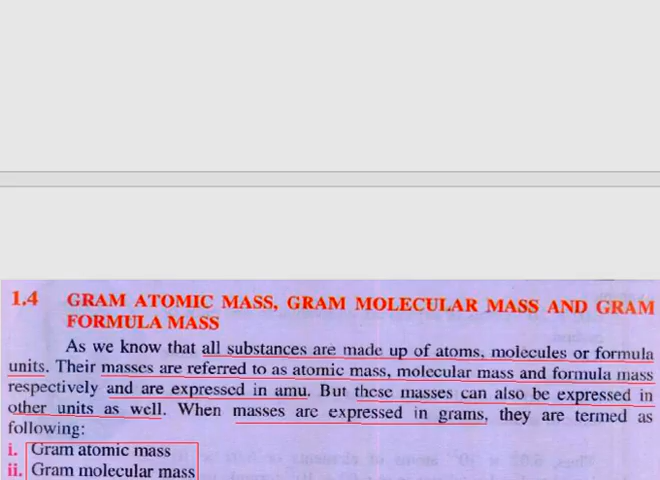 1.4 GRAM ATOMIC MASS, GRAM MOLECULAR MASS AND GRAM
FORMULA MASS
As we know that all substances are made up of atoms, molecules or formula
units. Their masses are referred to as atomic mass, molecular mass and formula mass
respectively and are expressed in amu. But these masses can also be expressed in
other units as well. When masses are expressed in grams, they are termed as
following:
i. Gram atomic mass
ii. Gram molecular mass